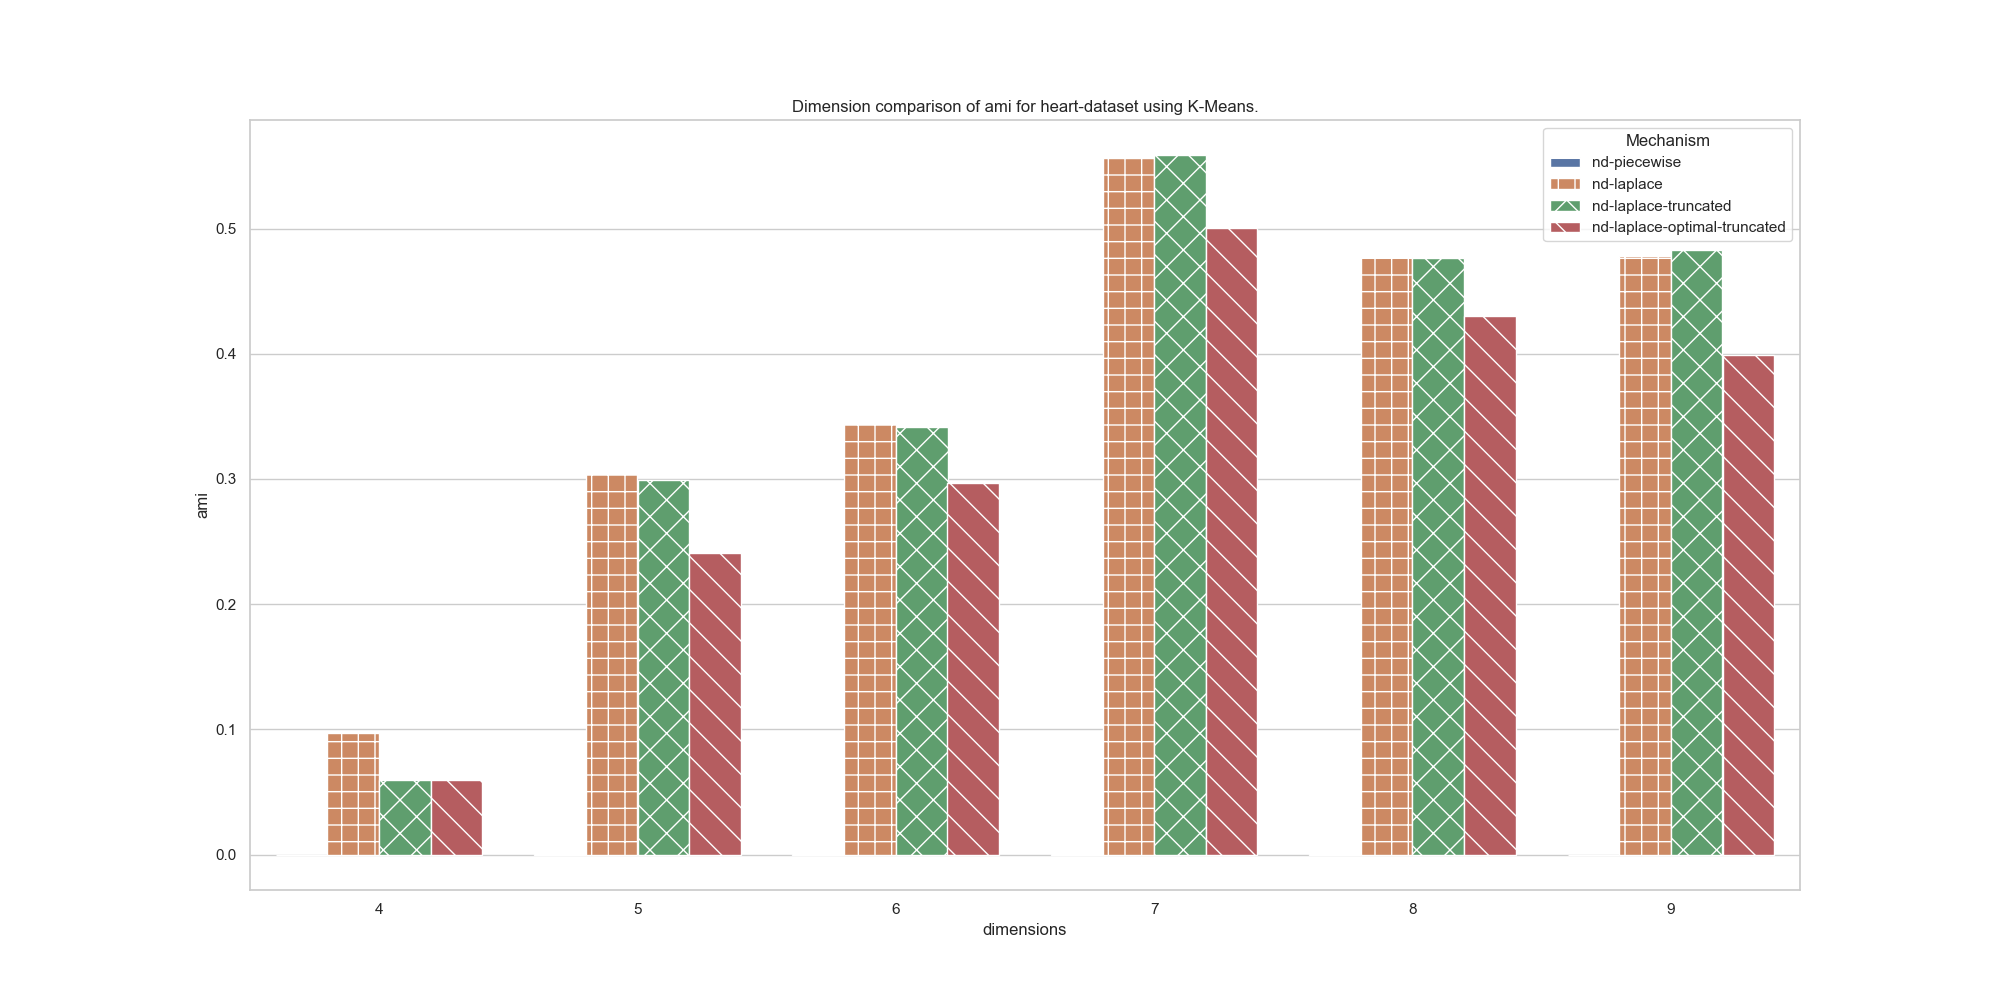 Dimension comparison of ami for heart-dataset using K-Means.
Mechanism
nd-piecewise
nd-laplace
nd-laplace-truncated
nd-laplace-optimal-truncated
0.5
0.4
0.3
0.2
0.1
0.0
ami
4 5 6 7 8 9
dimensions